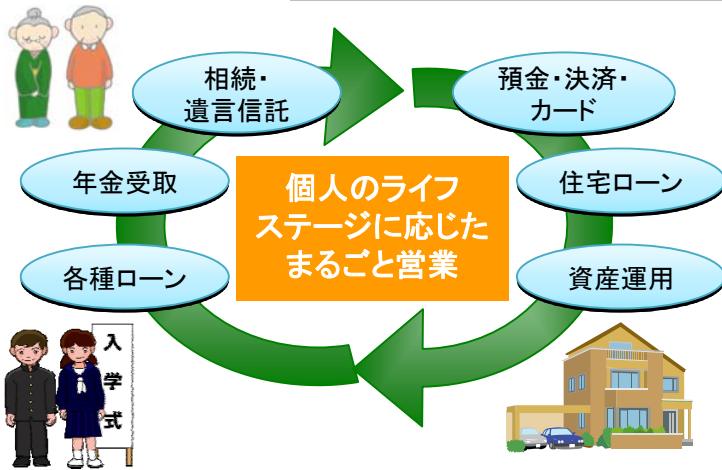 相続・
遺言信託
預金・決済・
カード
年金受取
個人のライフ
ステージに応じた
まるごと営業
住宅ローン
各種ローン
資産運用
入
学
式